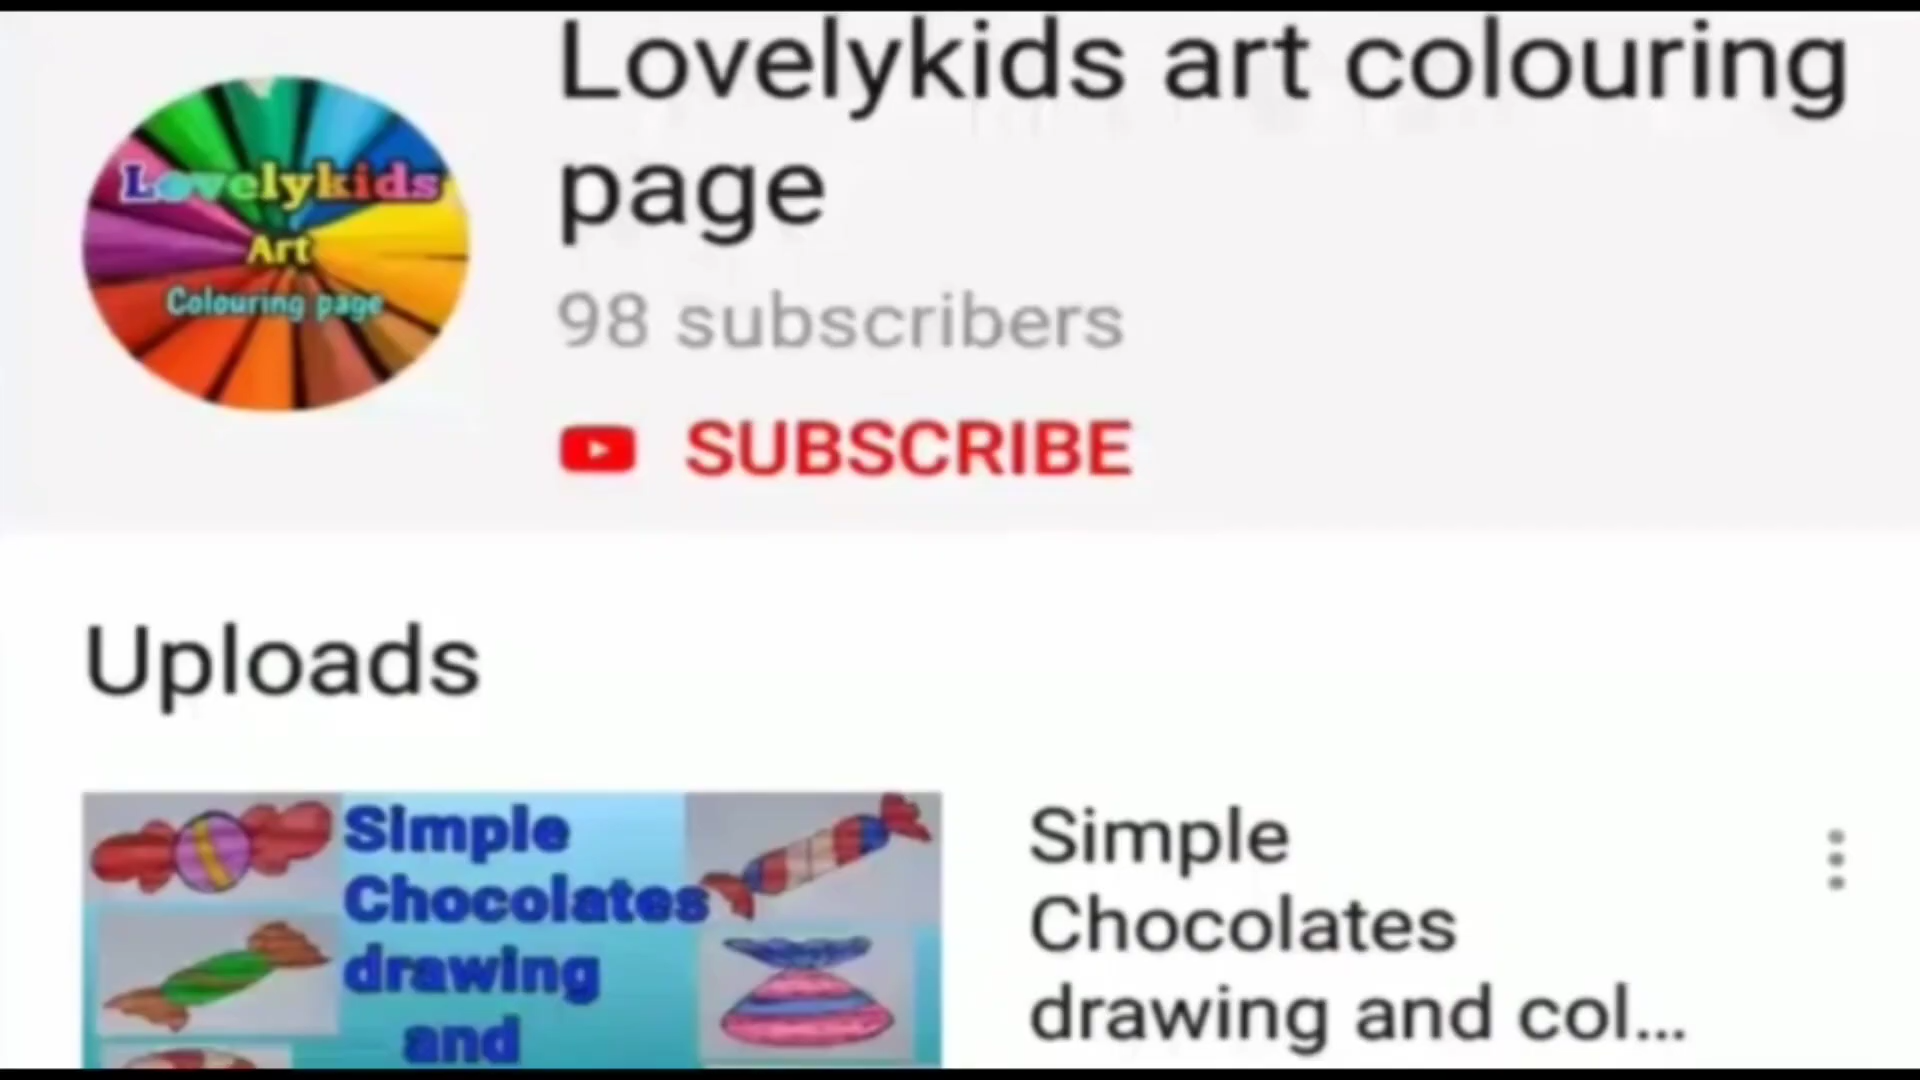 Lovelykids art colouring
page
98 subscribers
SUBSCRIBE
Lovelykids
Art
Colouring page
Uploads
Simple
Chocolates
drawing
and
Simple
Chocolates
drawing and col...